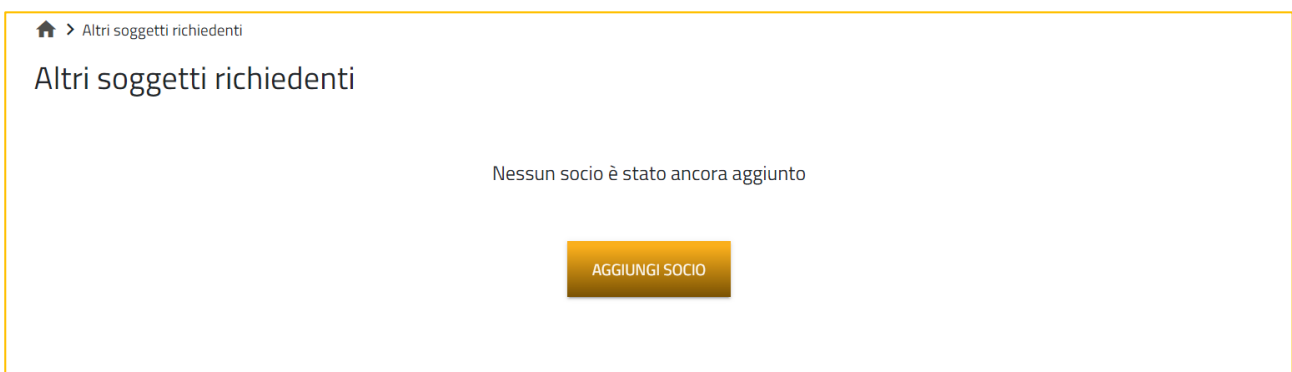 Altri soggetti richiedenti
Altri soggetti richiedenti
Nessun socio è stato ancora aggiunto
AGGIUNGI SOCIO